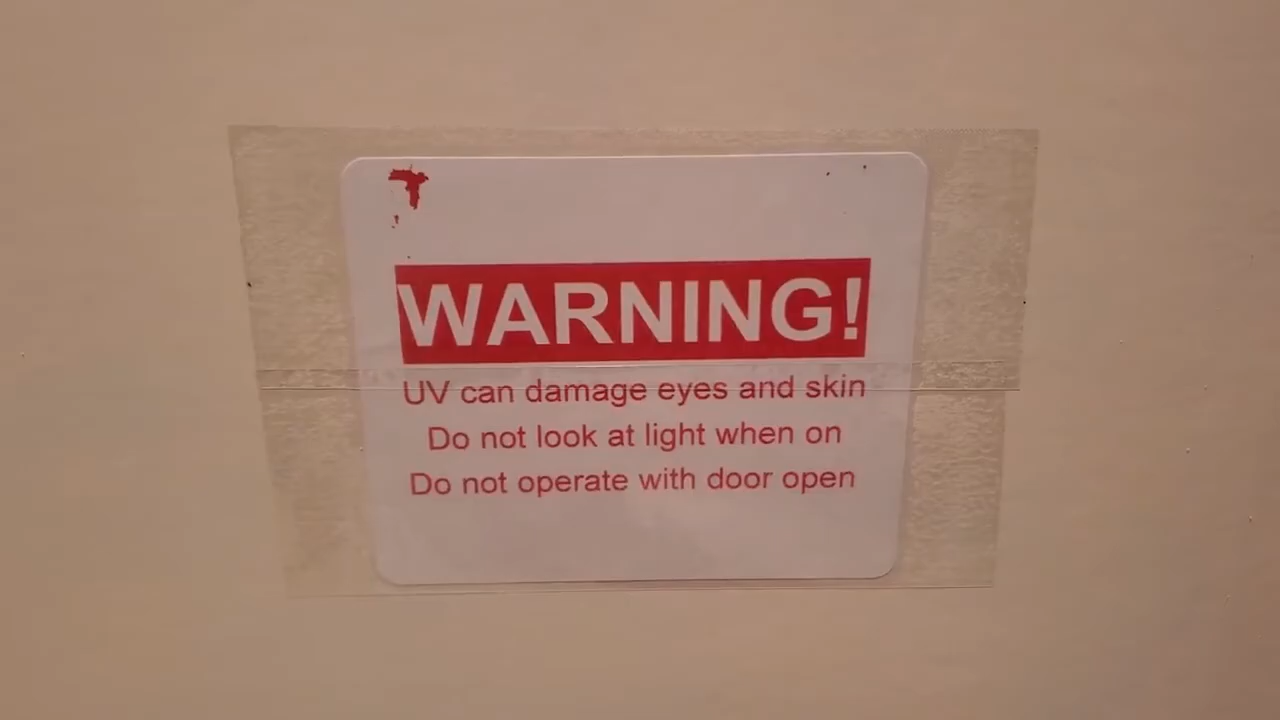 WARNING!
UV can damage eyes and skin
Do not look at light when on
Do not operate with door open